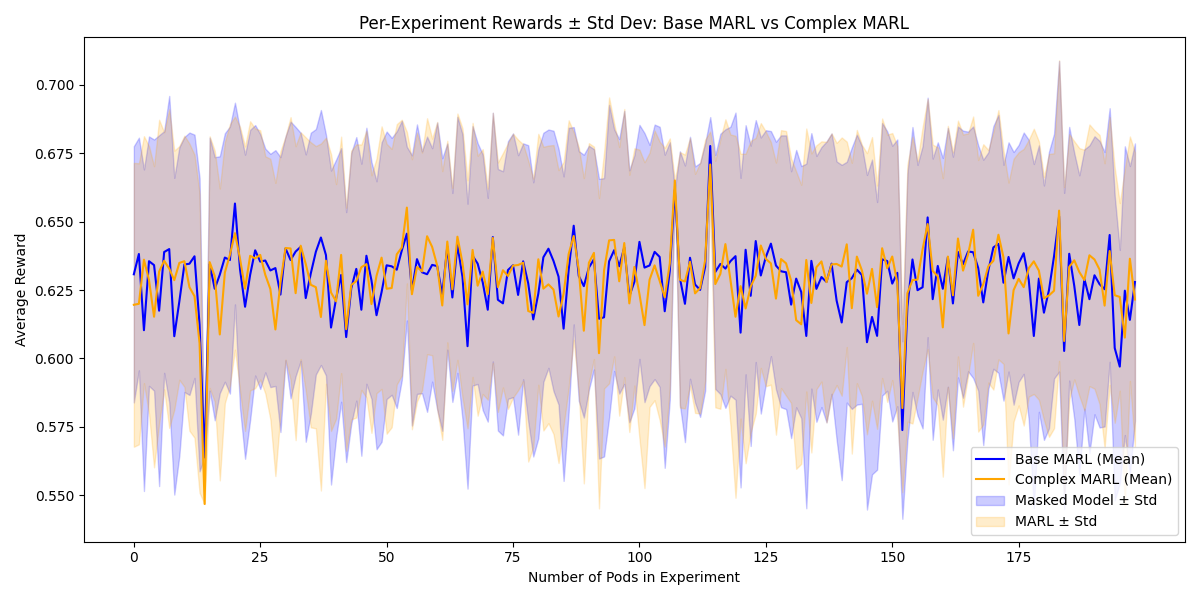 Per-Experiment Rewards ± Std Dev: Base MARL vs Complex MARL
Average Reward
0.700
0.675
0.650
0.625
0.600
0.575
0.550
0 25 50 75 100 125 150 175
Number of Pods in Experiment
Base MARL (Mean)
Complex MARL (Mean)
Masked Model ± Std
MARL ± Std